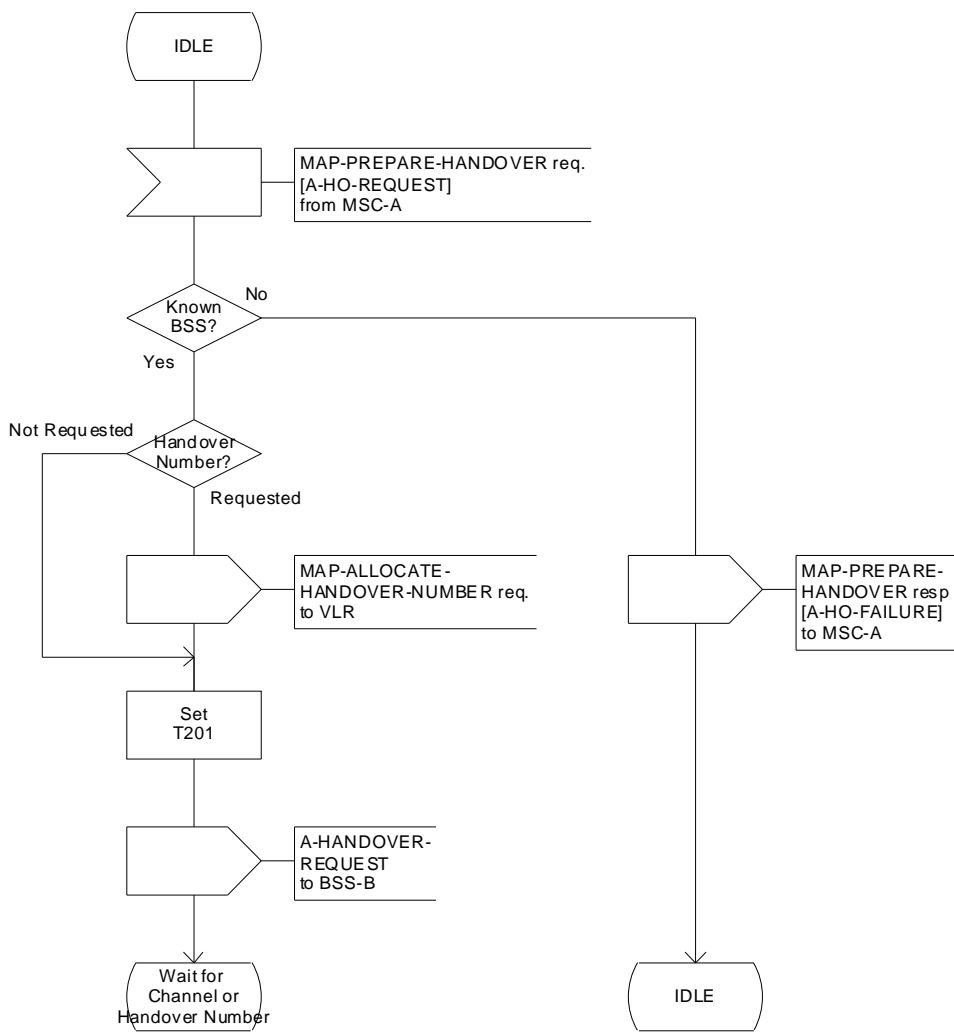 IDLE
MAP-PREPARE-HANDOVER req.
[A-HO-REQUEST]
from MSC-A
Known
BSS?
No
Yes
Not Requested
Handover
Number?
Requested
MAP-ALLOCATE-
HANDOVER-NUMBER req.
to VLR
MAP-PREPARE-
HANDOVER resp
[A-HO-FAILURE]
to MSC-A
Set
T201
A-HANDOVER-
REQUEST
to BSS-B
Wait for
Channel or
Handover Number
IDLE